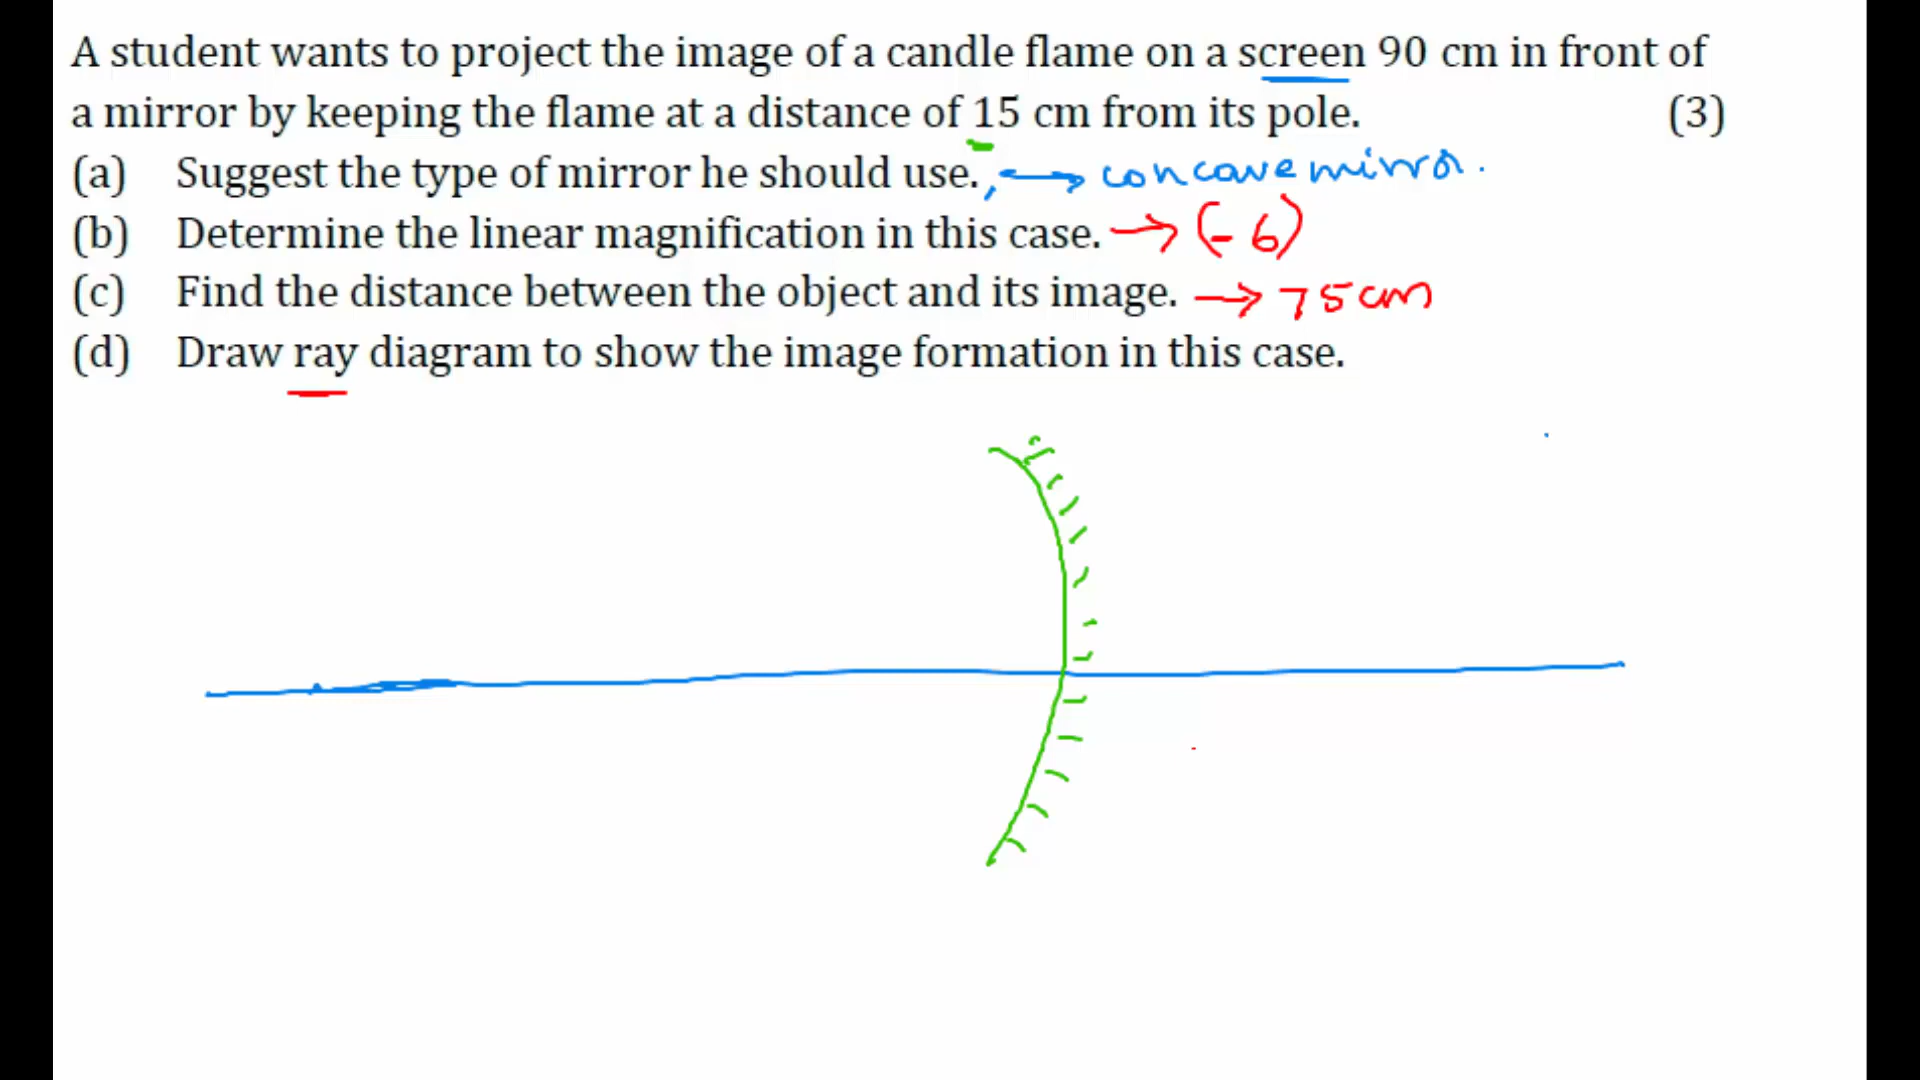 A student wants to project the image of a candle flame on a screen 90 cm in front of
a mirror by keeping the flame at a distance of 15 cm from its pole. (3)
(a) Suggest the type of mirror he should use. → concave mirror.
(b) Determine the linear magnification in this case. → (-6)
(c) Find the distance between the object and its image. → 75 cm
(d) Draw ray diagram to show the image formation in this case.